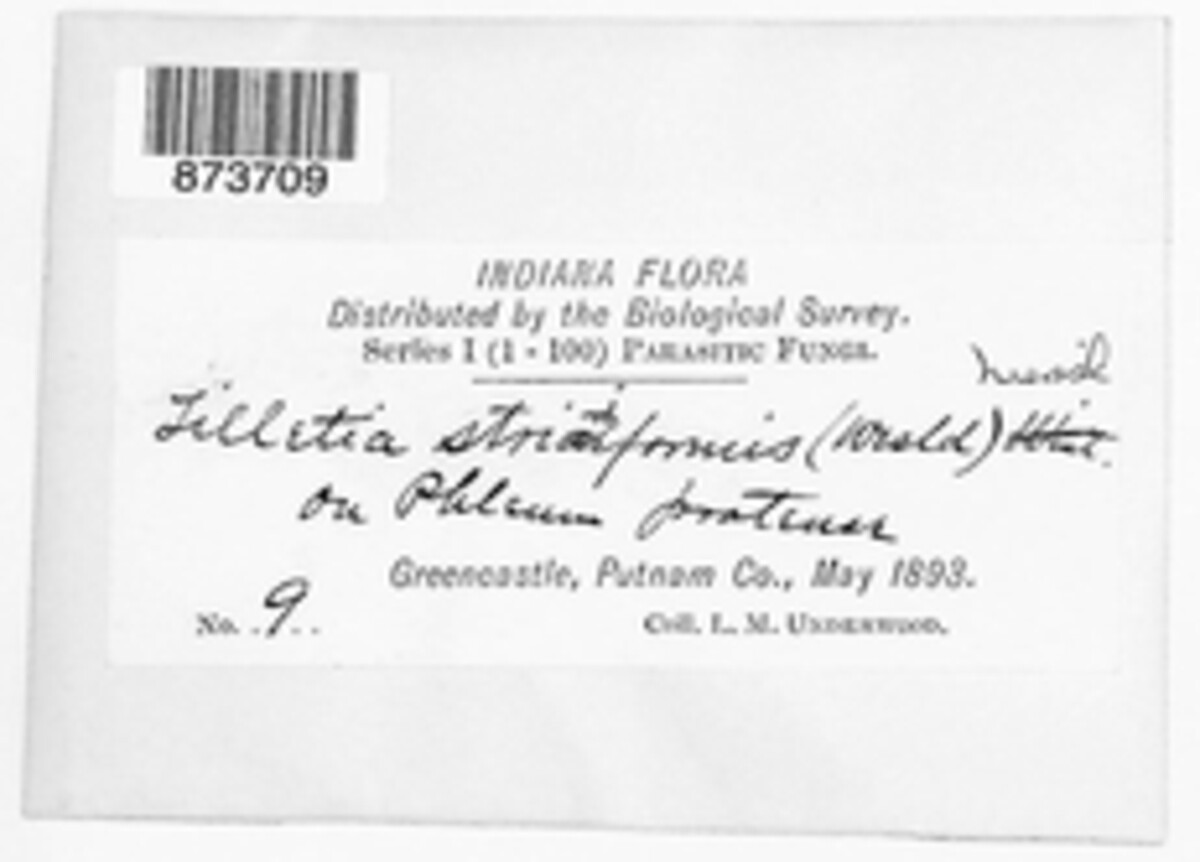 873709
INDIANA FLORA
Distributed by the Biological Survey.
Series I (1 - 100) PARASITIC FUNGI.
Tilletia striaeformis (Westd)
on Phleum pratense
Greencastle, Putnam Co., May 1893.
No. 9
Coll. L. M. UNDERWOOD.